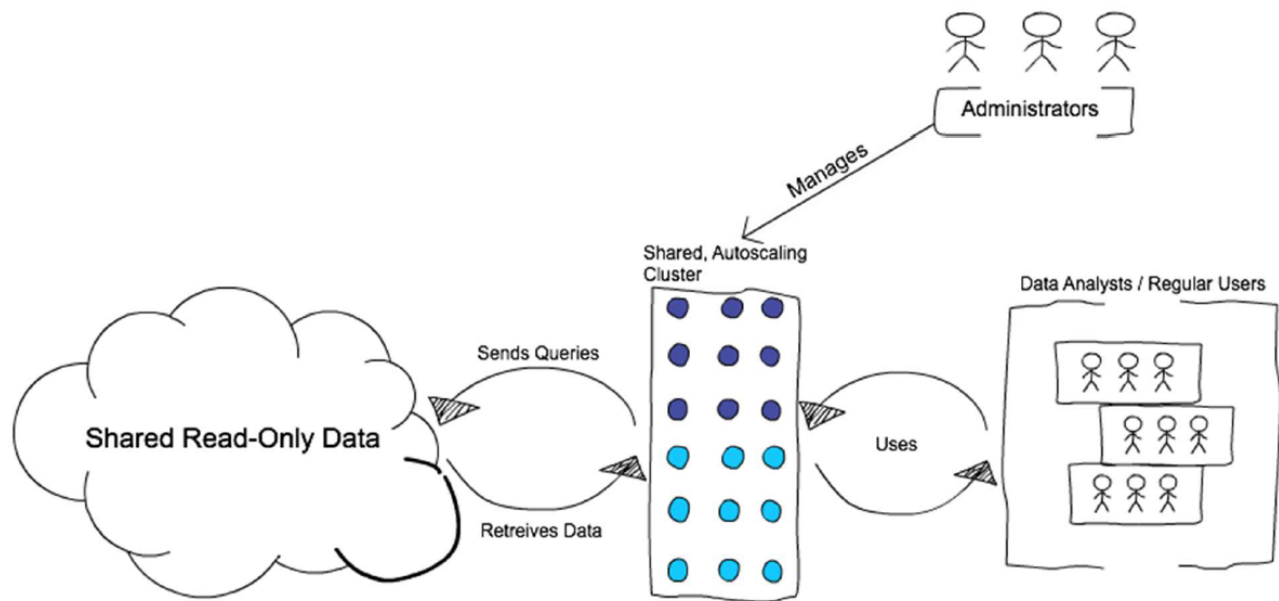 Administrators
Manages
Shared, Autoscaling
Cluster
Data Analysts / Regular Users
Sends Queries
Shared Read-Only Data
Uses
Retreives Data